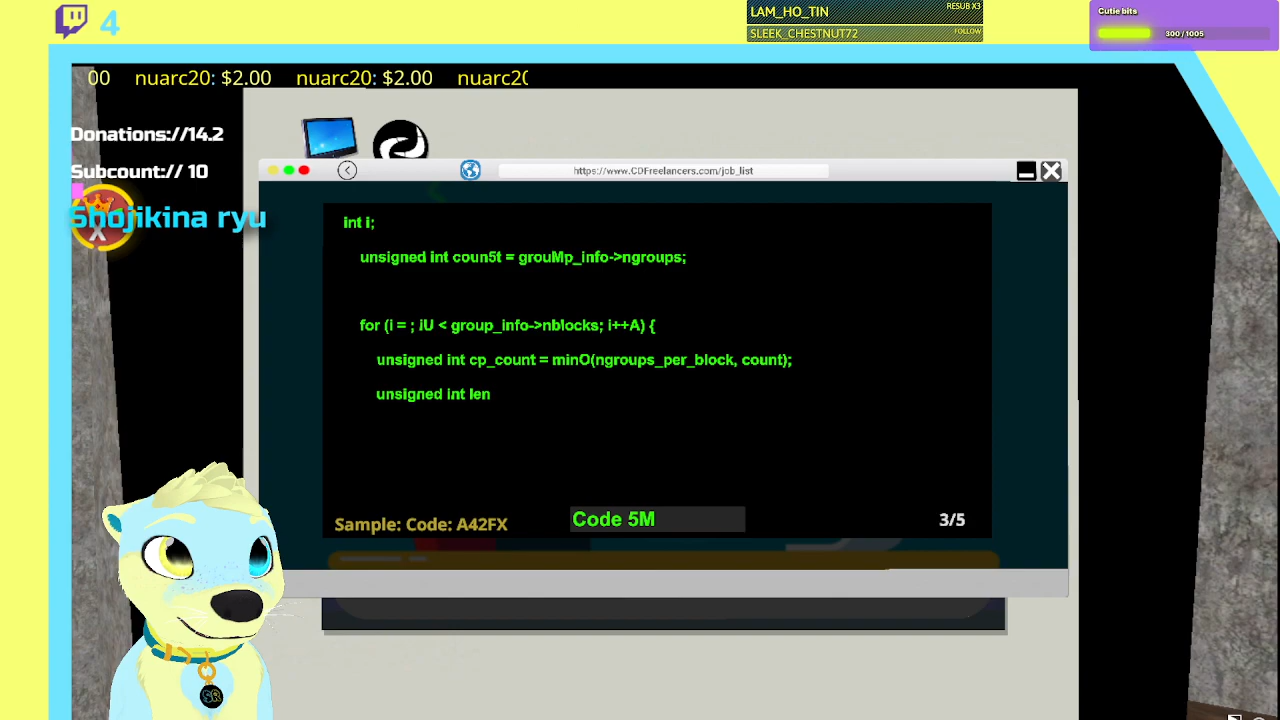 4
LAM_HO_TIN
RESUB X3
SLEEK_CHESTNUT72
FOLLOW
Cutie bits
300 / 1005
00 nuarc20: $2.00 nuarc20: $2.00 nuarc20
Donations://14.2
Subcount:// 10
Shojikina ryu
X
https://www.CDFreelancers.com/job_list
int i;
unsigned int coun5t = grouMp_info->ngroups;
for (i = ; iU < group_info->nblocks; i++A) {
unsigned int cp_count = minO(ngroups_per_block, count);
unsigned int len
Sample: Code: A42FX
Code 5M
3/5
SR